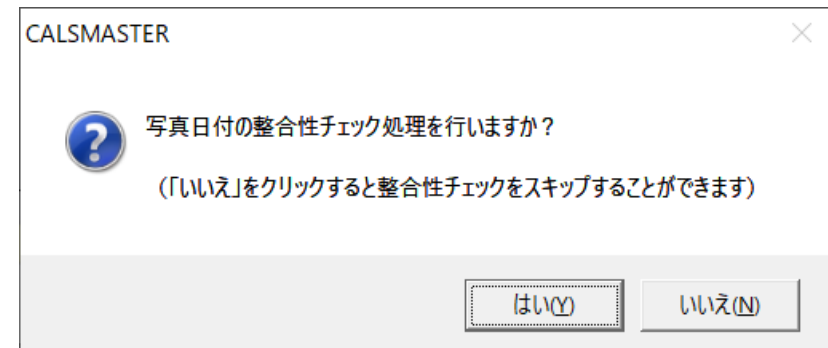 CALSMASTER
写真日付の整合性チェック処理を行いますか？
（「いいえ」をクリックすると整合性チェックをスキップすることができます）
はい(Y)
いいえ(N)